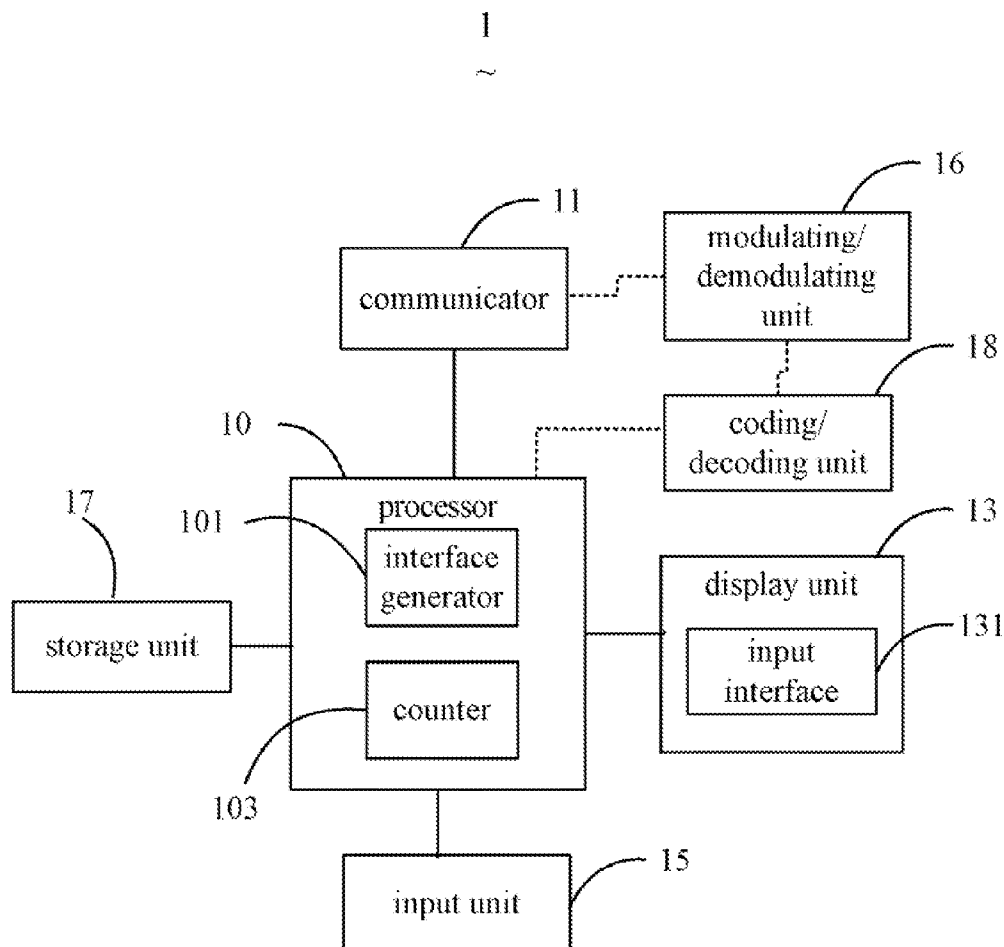 1
~
16
11
modulating/
demodulating
unit
communicator
18
10
coding/
decoding unit
processor
17
101
13
interface
generator
display unit
storage unit
131
input
interface
counter
103
15
input unit